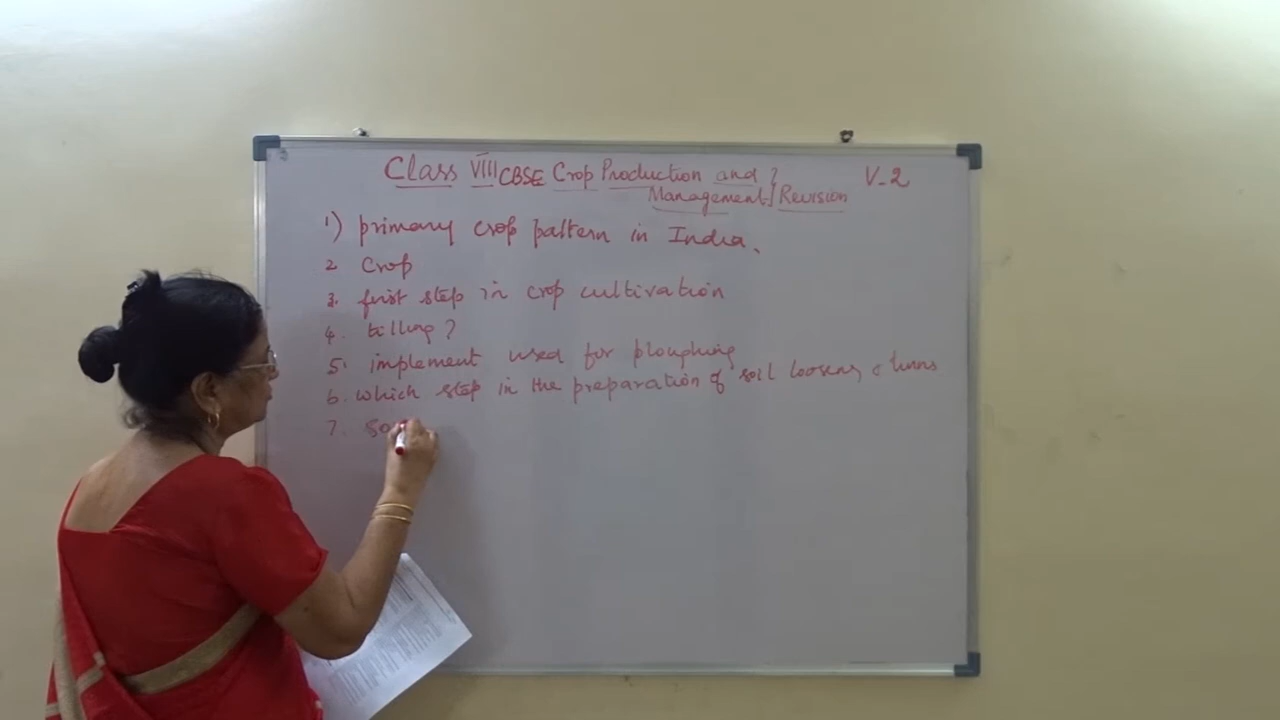 Class VIII CBSE Crop Production and V-2
Management Revision
1) primary crop pattern in India.
2 Crop
3. first step in crop cultivation
4. tilling?
5. implement used for ploughing
6. which step in the preparation of soil loosens & turns
7. so